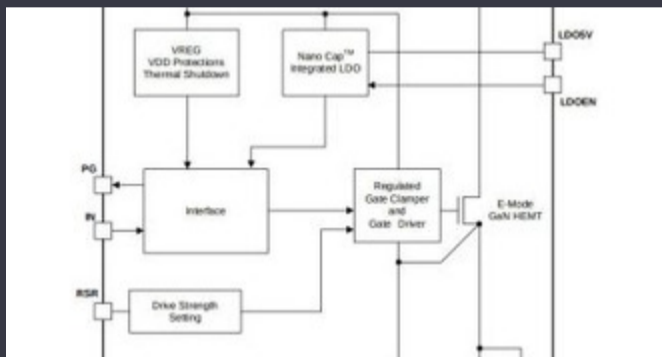 VREG
VDD Protections
Thermal Shutdown
Nano Cap™
Integrated LDO
LDO5V
LDOEN
PG
IN
Interface
Regulated
Gate Clamper
and
Gate Driver
E-Mode
GaN HEMT
RSR
Drive Strength
Setting